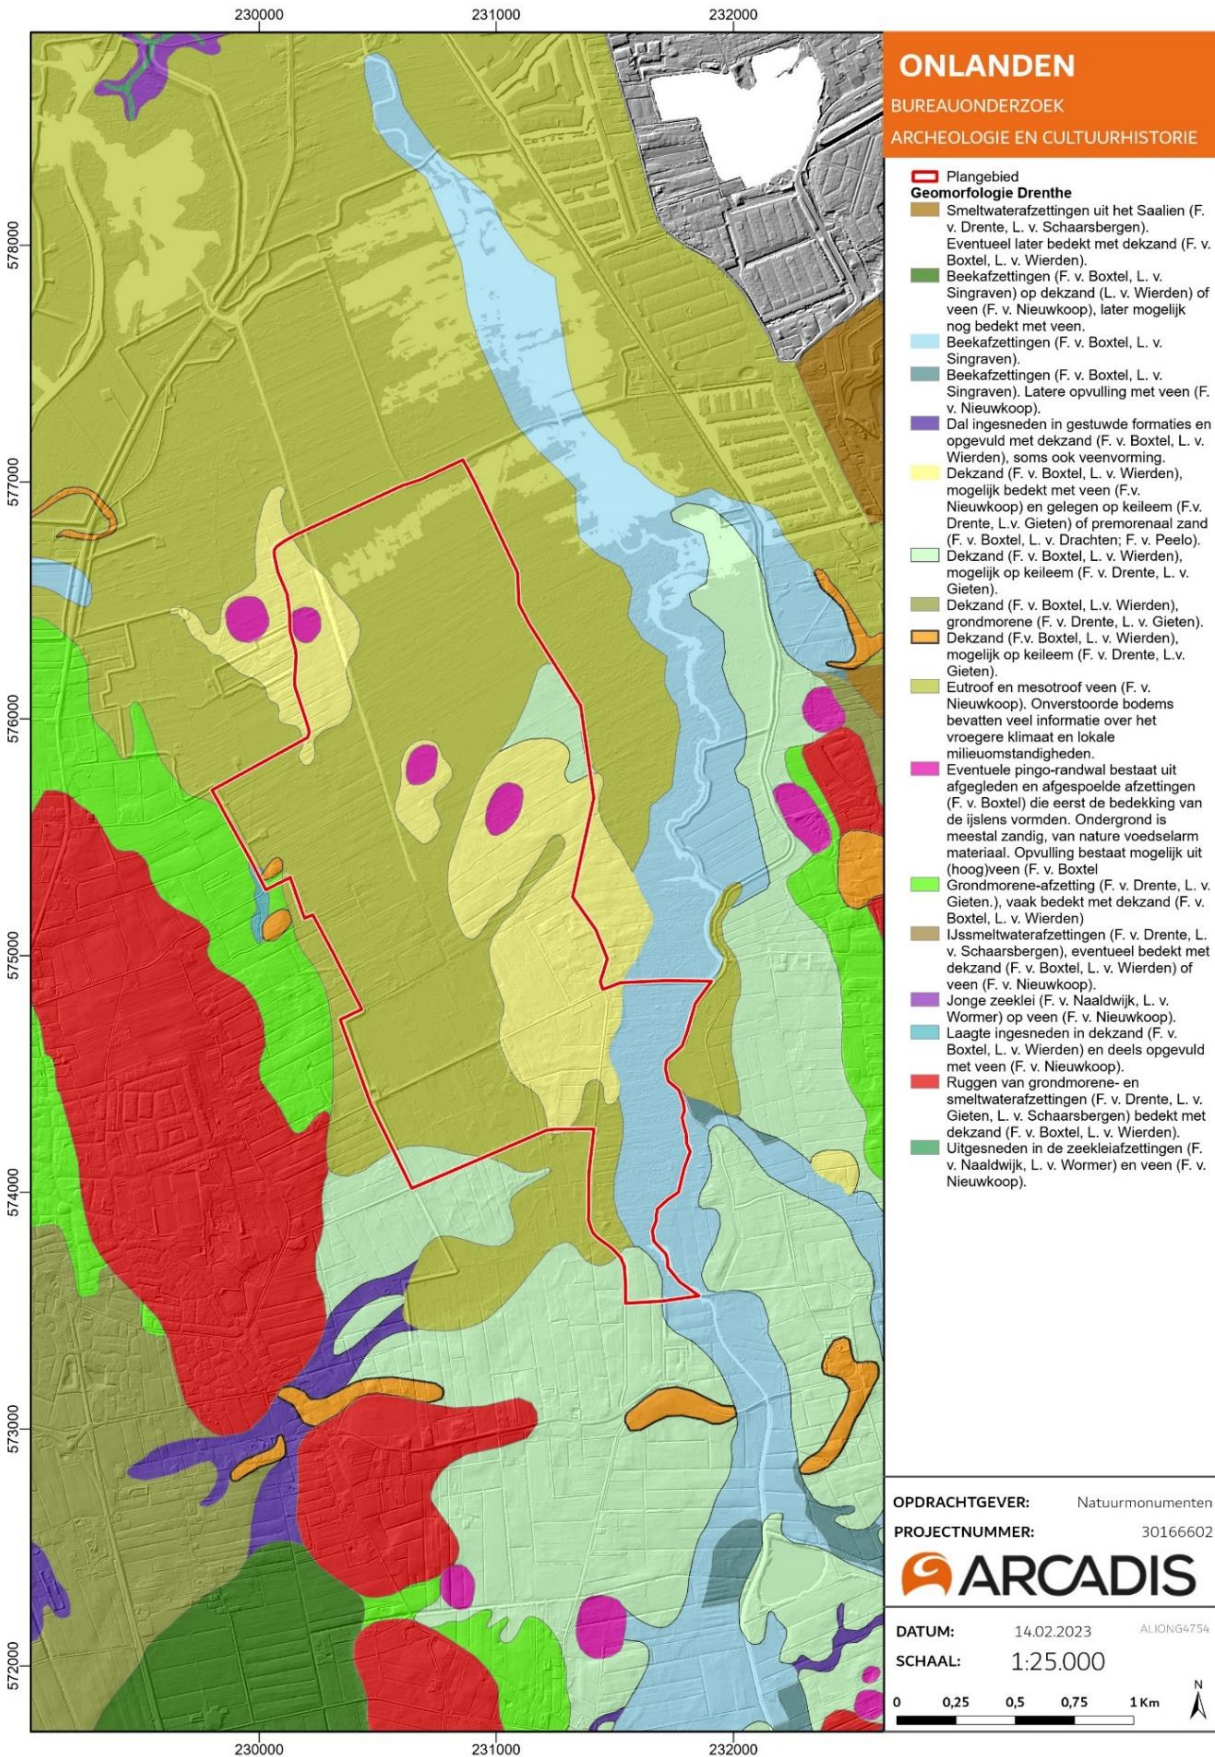 230000
231000
232000
578000
577000
576000
575000
574000
573000
572000
230000
231000
232000
ONLANDEN
BUREAUONDERZOEK
ARCHEOLOGIE EN CULTUURHISTORIE
Plangebied
Geomorfologie Drenthe
Smeltwaterafzettingen uit het Saalien (F.
v. Drente, L. v. Schaarsbergen).
Eventueel later bedekt met dekzand (F. v.
Boxtel, L. v. Wierden).
Beekafzettingen (F. v. Boxtel, L. v.
Singraven) op dekzand (L. v. Wierden) of
veen (F. v. Nieuwkoop), later mogelijk
nog bedekt met veen.
Beekafzettingen (F. v. Boxtel, L. v.
Singraven).
Beekafzettingen (F. v. Boxtel, L. v.
Singraven). Latere opvulling met veen (F.
v. Nieuwkoop).
Dal ingesneden in gestuwde formaties en
opgevuld met dekzand (F. v. Boxtel, L. v.
Wierden), soms ook veenvorming.
Dekzand (F. v. Boxtel, L. v. Wierden),
mogelijk bedekt met veen (F.v.
Nieuwkoop) en gelegen op keileem (F.v.
Drente, L.v. Gieten) of premorenaal zand
(F. v. Boxtel, L. v. Drachten; F. v. Peelo).
Dekzand (F. v. Boxtel, L. v. Wierden),
mogelijk op keileem (F. v. Drente, L. v.
Gieten).
Dekzand (F. v. Boxtel, L.v. Wierden),
grondmorene (F. v. Drente, L. v. Gieten).
Dekzand (F.v. Boxtel, L. v. Wierden),
mogelijk op keileem (F. v. Drente, L.v.
Gieten).
Eutroof en mesotroof veen (F. v.
Nieuwkoop). Onverstoorde bodems
bevatten veel informatie over het
vroegere klimaat en lokale
milieuomstandigheden.
Eventuele pingo-randwal bestaat uit
afgegleden en afgespoelde afzettingen
(F. v. Boxtel) die eerst de bedekking van
de ijslens vormden. Ondergrond is
meestal zandig, van nature voedselarm
materiaal. Opvulling bestaat mogelijk uit
(hoog)veen (F. v. Boxtel
Grondmorene-afzetting (F. v. Drente, L. v.
Gieten.), vaak bedekt met dekzand (F. v.
Boxtel, L. v. Wierden)
IJssmeltwaterafzettingen (F. v. Drente, L.
v. Schaarsbergen), eventueel bedekt met
dekzand (F. v. Boxtel, L. v. Wierden) of
veen (F. v. Nieuwkoop).
Jonge zeeklei (F. v. Naaldwijk, L. v.
Wormer) op veen (F. v. Nieuwkoop).
Laagte ingesneden in dekzand (F. v.
Boxtel, L. v. Wierden) en deels opgevuld
met veen (F. v. Nieuwkoop).
Ruggen van grondmorene- en
smeltwaterafzettingen (F. v. Drente, L. v.
Gieten, L. v. Schaarsbergen) bedekt met
dekzand (F. v. Boxtel, L. v. Wierden).
Uitgesneden in de zeekleiafzettingen (F.
v. Naaldwijk, L. v. Wormer) en veen (F. v.
Nieuwkoop).
OPDRACHTGEVER: Natuurmonumenten
PROJECTNUMMER: 30166602
ARCADIS
DATUM: 14.02.2023 ALIONG4754
SCHAAL: 1:25.000
N
0 0,25 0,5 0,75 1 Km